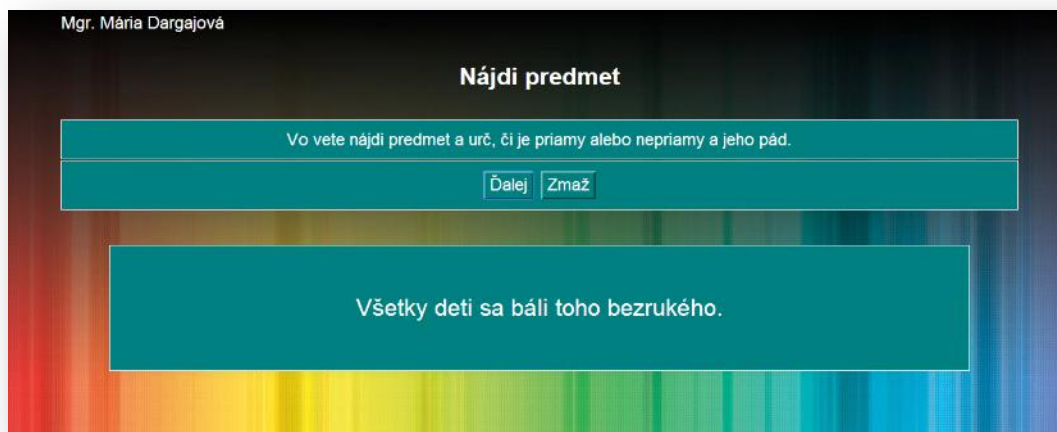 Mgr. Mária Dargajová
Nájdi predmet
Vo vete nájdi predmet a urč, či je priamy alebo nepriamy a jeho pád.
Ďalej Zmaž
Všetky deti sa báli toho bezrukého.